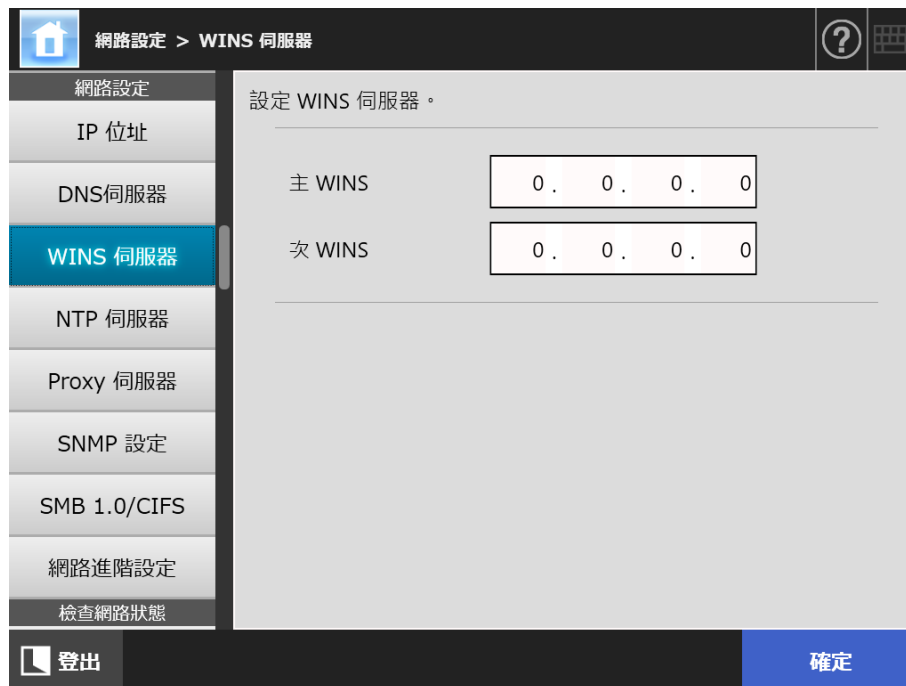 網路設定 > WINS 伺服器
網路設定
IP 位址
DNS伺服器
WINS 伺服器
NTP 伺服器
Proxy 伺服器
SNMP 設定
SMB 1.0/CIFS
網路進階設定
檢查網路狀態
設定 WINS 伺服器。
主 WINS 0. 0. 0. 0
次 WINS 0. 0. 0. 0
登出
確定